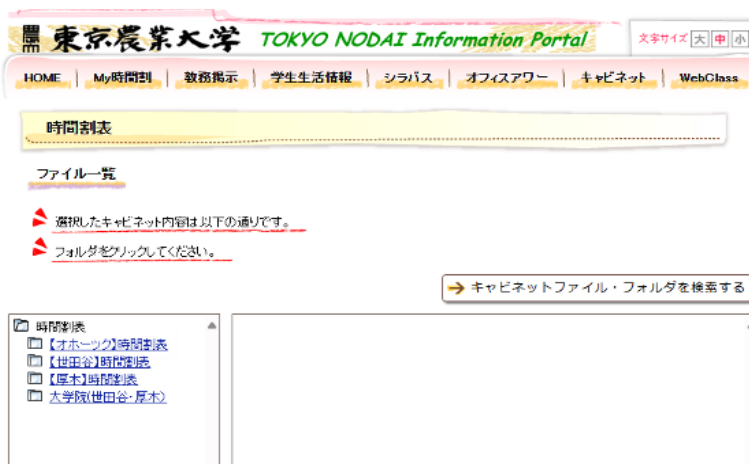 農大 東京農業大学 TOKYO NODAI Information Portal 文字サイズ 大 中 小
HOME My時間割 教務掲示 学生生活情報 シラバス オフィスアワー キャビネット WebClass
時間割表
ファイル一覧
選択したキャビネット内容は以下の通りです。
フォルダをクリックしてください。
キャビネットファイル・フォルダを検索する
時間割表
【オホーツク】時間割表
【世田谷】時間割表
【厚木】時間割表
大学院(世田谷・厚木)